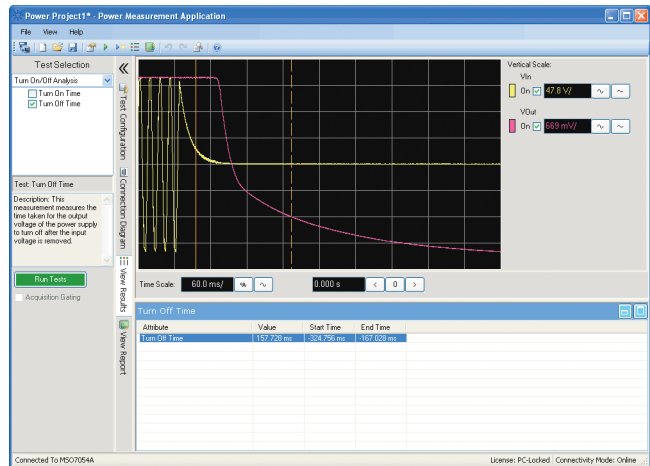 Power Project1* - Power Measurement Application
File View Help
Test Selection
Turn On/Off Analysis
Turn On Time
Turn Off Time
Test: Turn Off Time
Description: This
measurement measures the
time taken for the output
voltage of the power supply
to turn off after the input
voltage is removed.
Run Tests
Acquisition Gating
Test Configuration
Connection Diagram
View Results
View Report
Vertical Scale:
VIn
On 47.8 V/
VOut
On 669 mV/
Time Scale: 60.0 ms/ 0.000 s < 0 >
Turn Off Time
Attribute Value Start Time End Time
Turn Off Time 157.728 ms -324.756 ms -167.028 ms
Connected To MSO7054A
License: PC-Locked Connectivity Mode: Online